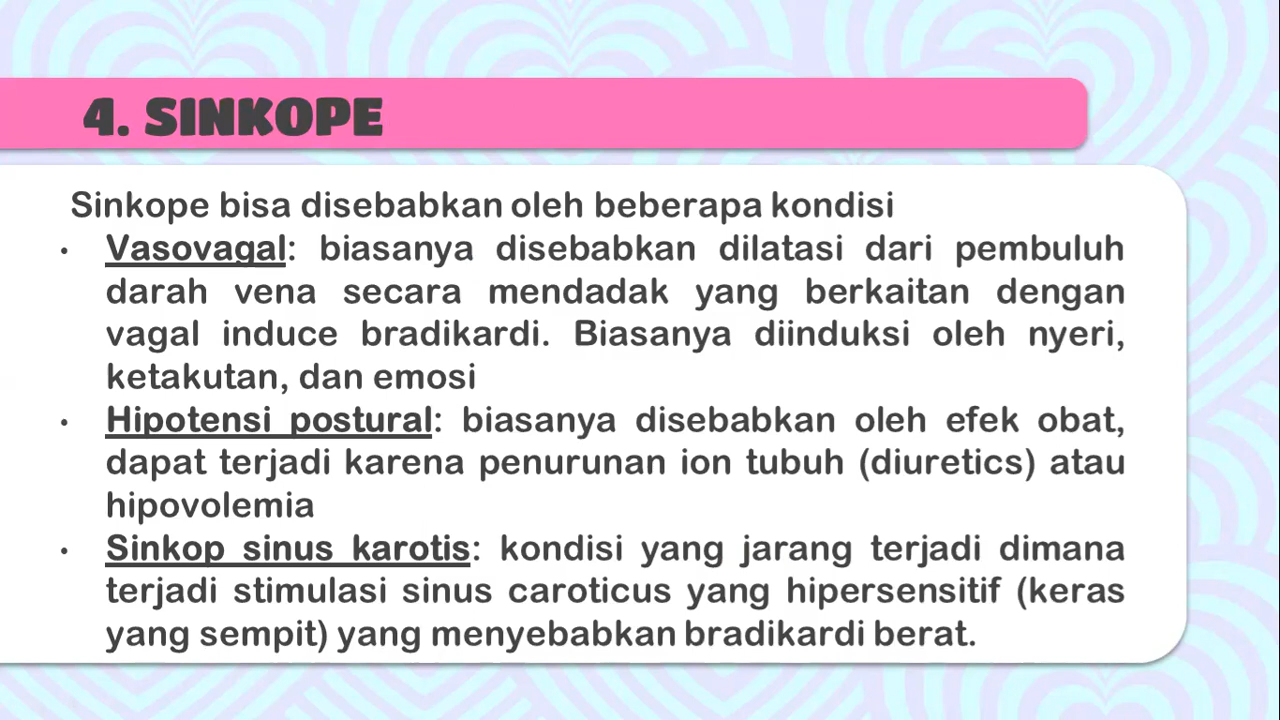 4. SINKOPE
Sinkope bisa disebabkan oleh beberapa kondisi
• Vasovagal: biasanya disebabkan dilatasi dari pembuluh
darah vena secara mendadak yang berkaitan dengan
vagal induce bradikardi. Biasanya diinduksi oleh nyeri,
ketakutan, dan emosi
• Hipotensi postural: biasanya disebabkan oleh efek obat,
dapat terjadi karena penurunan ion tubuh (diuretics) atau
hipovolemia
• Sinkop sinus karotis: kondisi yang jarang terjadi dimana
terjadi stimulasi sinus caroticus yang hipersensitif (keras
yang sempit) yang menyebabkan bradikardi berat.